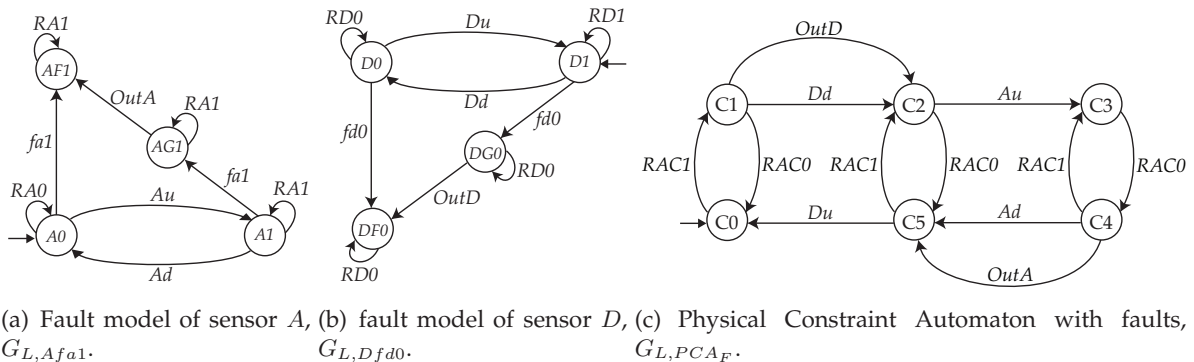 RA1
AF1
OutA
RA1
AG1
fa1
fa1
RA0
Au
RA1
A0
A1
Ad
RD0
Du
RD1
D0
D1
Dd
fd0
fd0
DG0
RD0
OutD
DF0
RD0
OutD
C1
Dd
C2
Au
C3
RAC1
RAC0
RAC1
RAC0
RAC1
RAC0
C0
Du
C5
Ad
C4
OutA
(a) Fault model of sensor A,
G_{L,Afa1}.
(b) fault model of sensor D,
G_{L,Dfd0}.
(c) Physical Constraint Automaton with faults,
G_{L,PCA_F}.